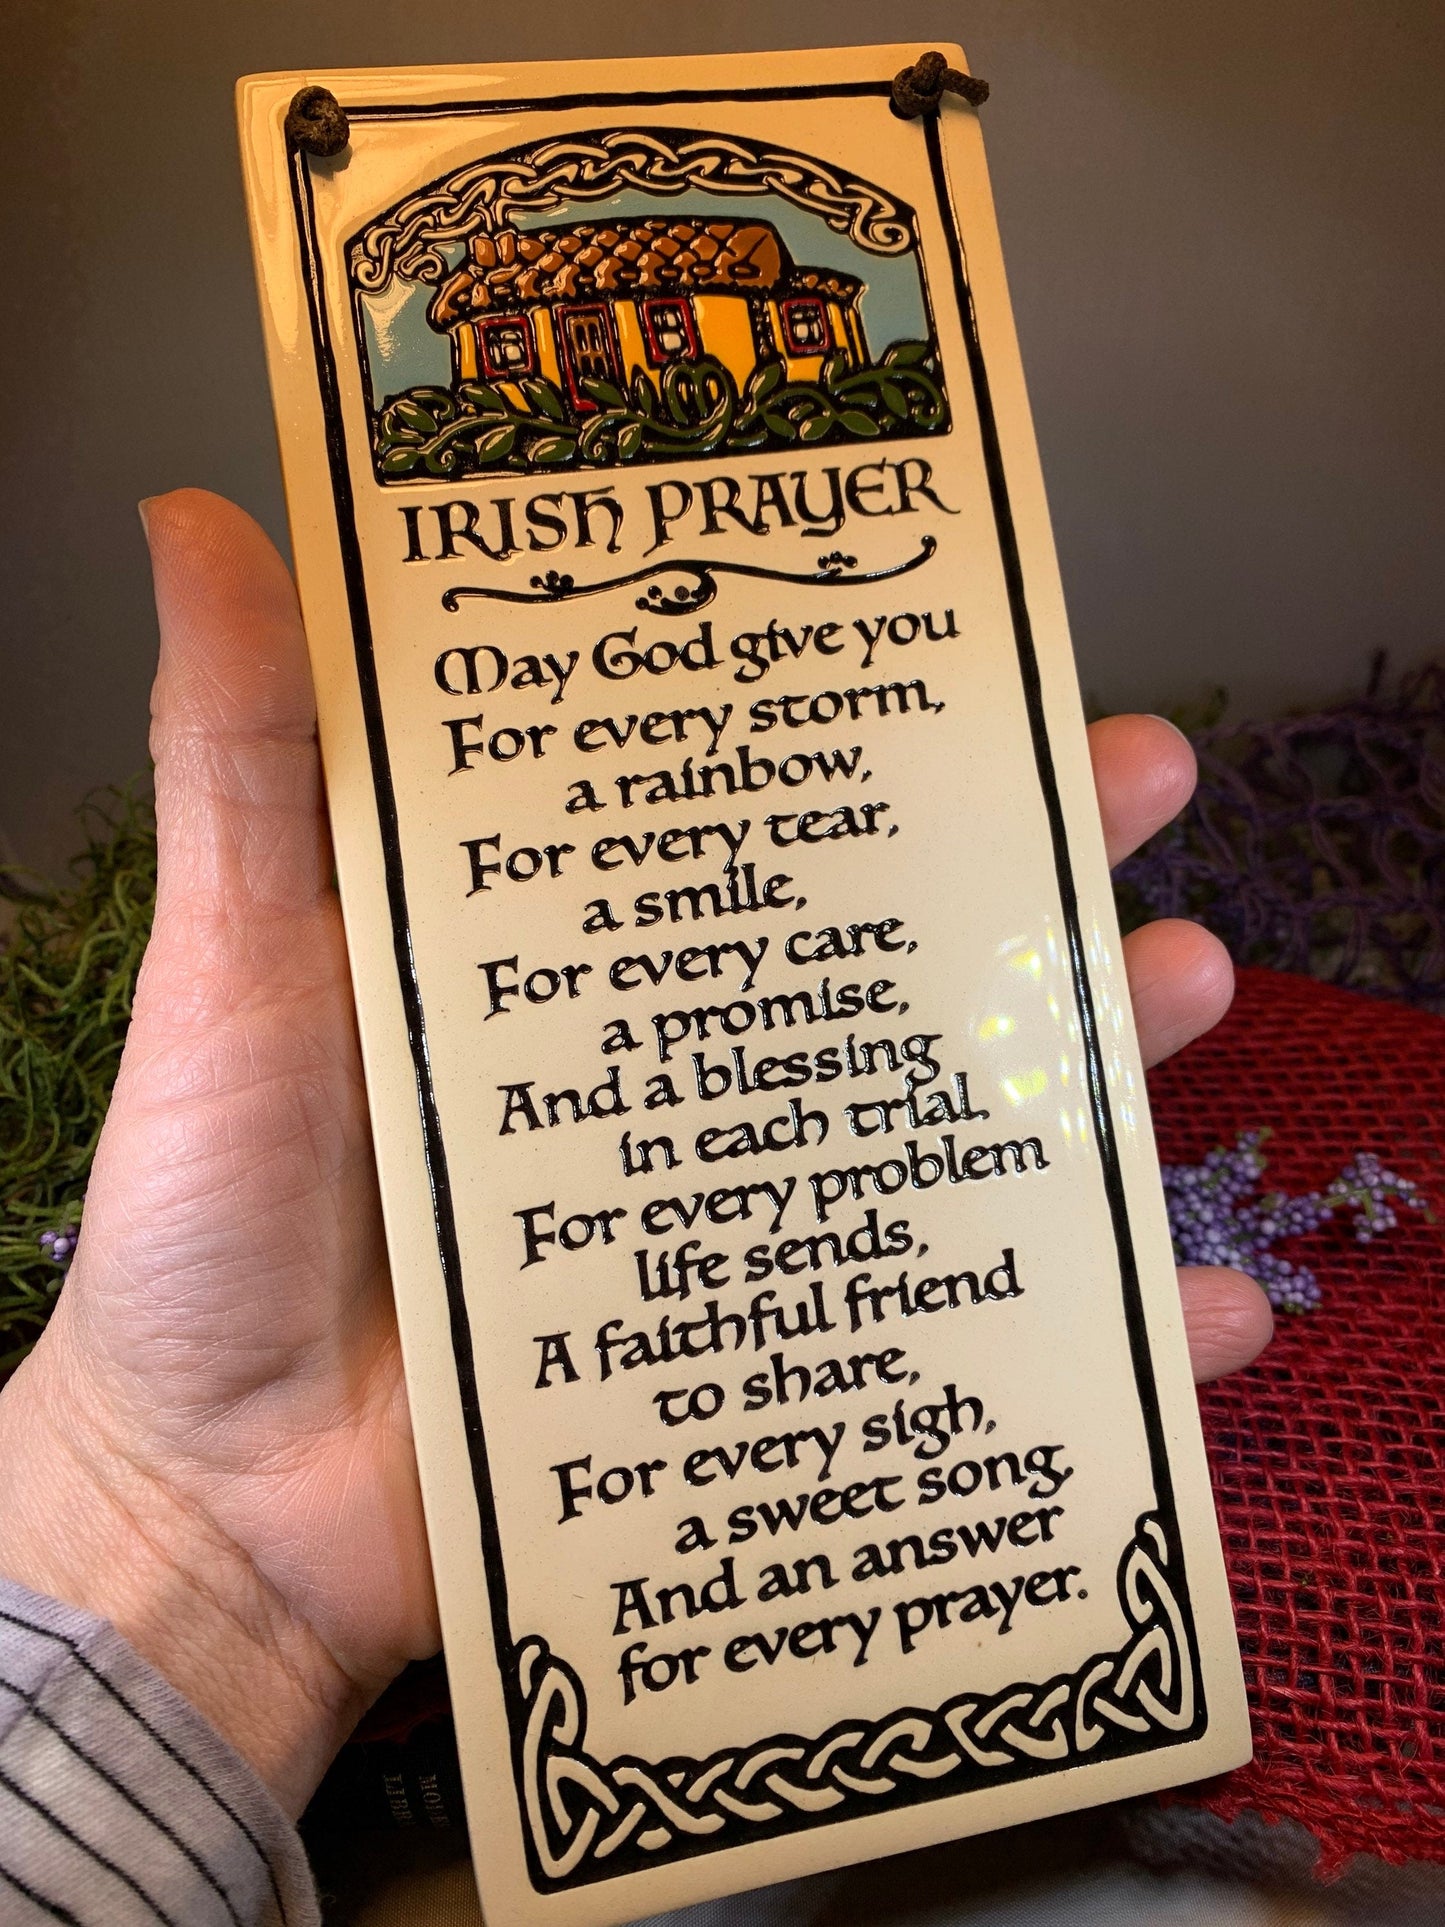 IRISH PRAYER
May God give you
For every storm,
a rainbow,
For every tear,
a smile,
For every care,
a promise,
And a blessing
in each trial.
For every problem
life sends,
A faithful friend
to share,
For every sigh,
a sweet song,
And an answer
for every prayer.